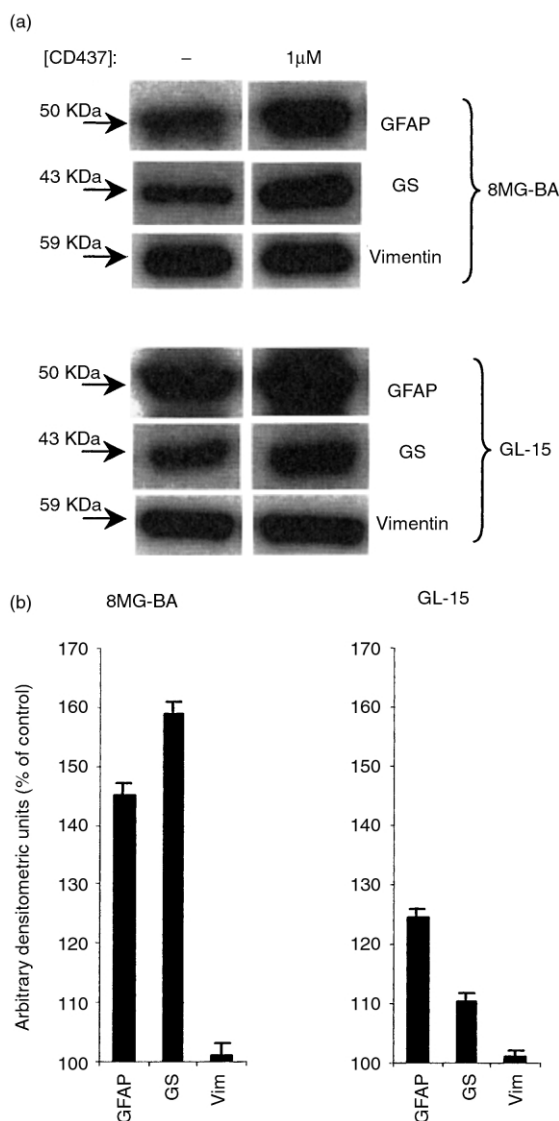 (a)
[CD437]: – 1μM
50 KDa GFAP
43 KDa GS 8MG-BA
59 KDa Vimentin
50 KDa GFAP
43 KDa GS GL-15
59 KDa Vimentin
(b)
8MG-BA GL-15
Arbitrary densitometric units (% of control)
170 170
160 160
150 150
140 140
130 130
120 120
110 110
100 100
GFAP GS Vim GFAP GS Vim